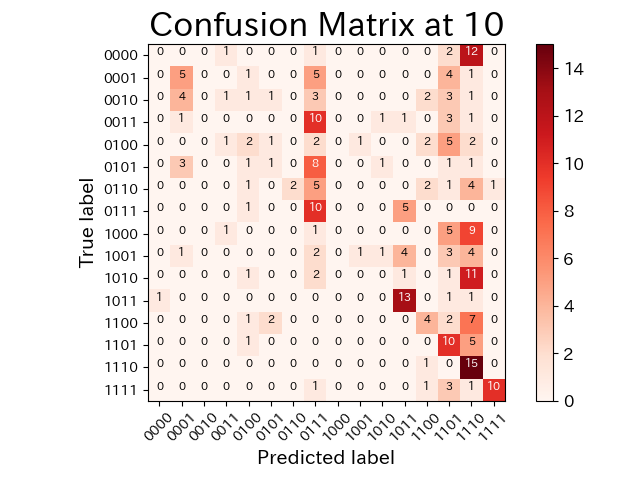 Confusion Matrix at 10
0000 0 0 0 1 0 0 0 1 0 0 0 0 0 2 12 0
0001 0 5 0 0 1 0 0 5 0 0 0 0 0 4 1 0
0010 0 4 0 1 1 1 0 3 0 0 0 0 2 3 1 0
0011 0 1 0 0 0 0 0 10 0 0 1 1 0 3 1 0
0100 0 0 0 1 2 1 0 2 0 1 0 0 2 5 2 0
0101 0 3 0 0 1 1 0 8 0 0 1 0 0 1 1 0
0110 0 0 0 0 1 0 2 5 0 0 0 0 2 1 4 1
0111 0 0 0 0 1 0 0 10 0 0 0 5 0 0 0 0
1000 0 0 0 1 0 0 0 1 0 0 0 0 0 5 9 0
1001 0 1 0 0 0 0 0 2 0 1 1 4 0 3 4 0
1010 0 0 0 0 1 0 0 2 0 0 0 1 0 1 11 0
1011 1 0 0 0 0 0 0 0 0 0 0 13 0 1 1 0
1100 0 0 0 0 1 2 0 0 0 0 0 0 4 2 7 0
1101 0 0 0 0 1 0 0 0 0 0 0 0 0 10 5 0
1110 0 0 0 0 0 0 0 0 0 0 0 0 1 0 15 0
1111 0 0 0 0 0 0 0 1 0 0 0 0 1 3 1 10
0000 0001 0010 0011 0100 0101 0110 0111 1000 1001 1010 1011 1100 1101 1110 1111
Predicted label
True label
14
12
10
8
6
4
2
0